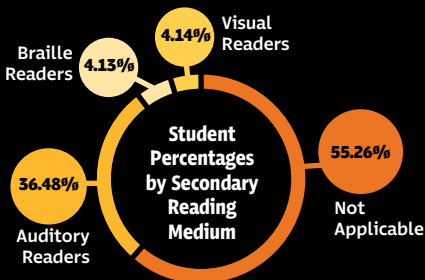 4.14%
Visual
Readers
Braille
Readers
4.13%
Student
Percentages
by Secondary
Reading
Medium
55.26%
Not
Applicable
36.48%
Auditory
Readers